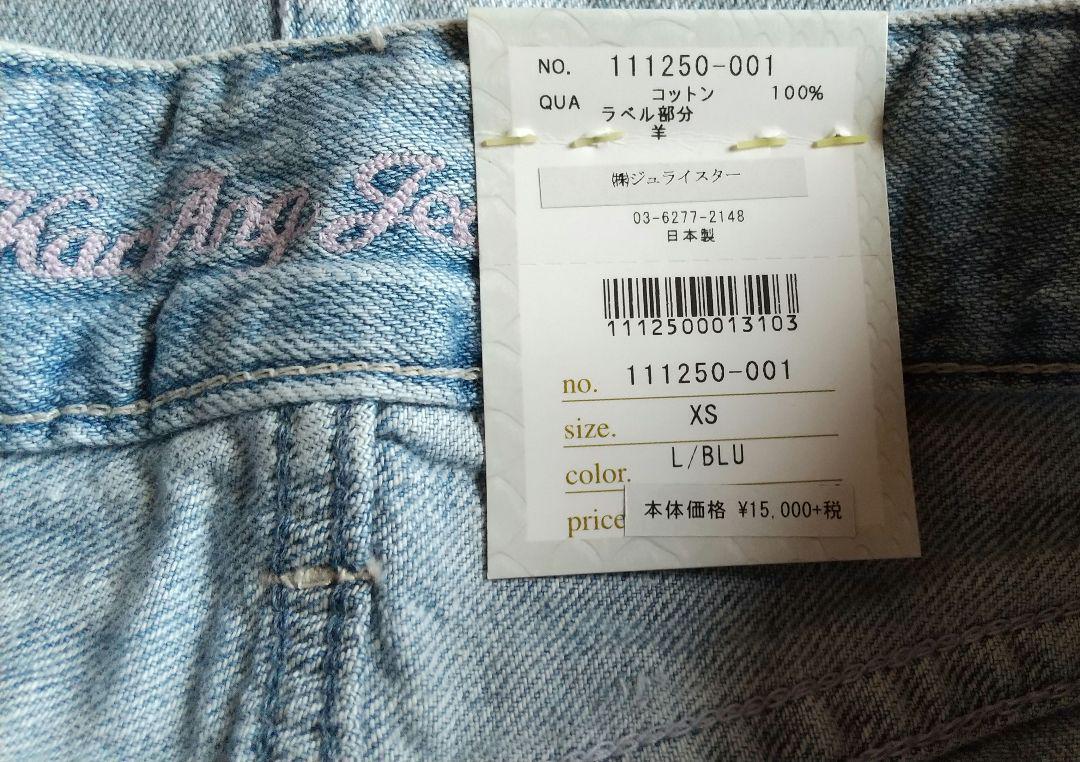 NO. 111250-001
QUA コットン 100%
ラベル部分
¥
㈱ジュライスター
03-6277-2148
日本製
1112500013103
no. 111250-001
size. XS
color. L/BLU
price 本体価格 ¥15,000+税